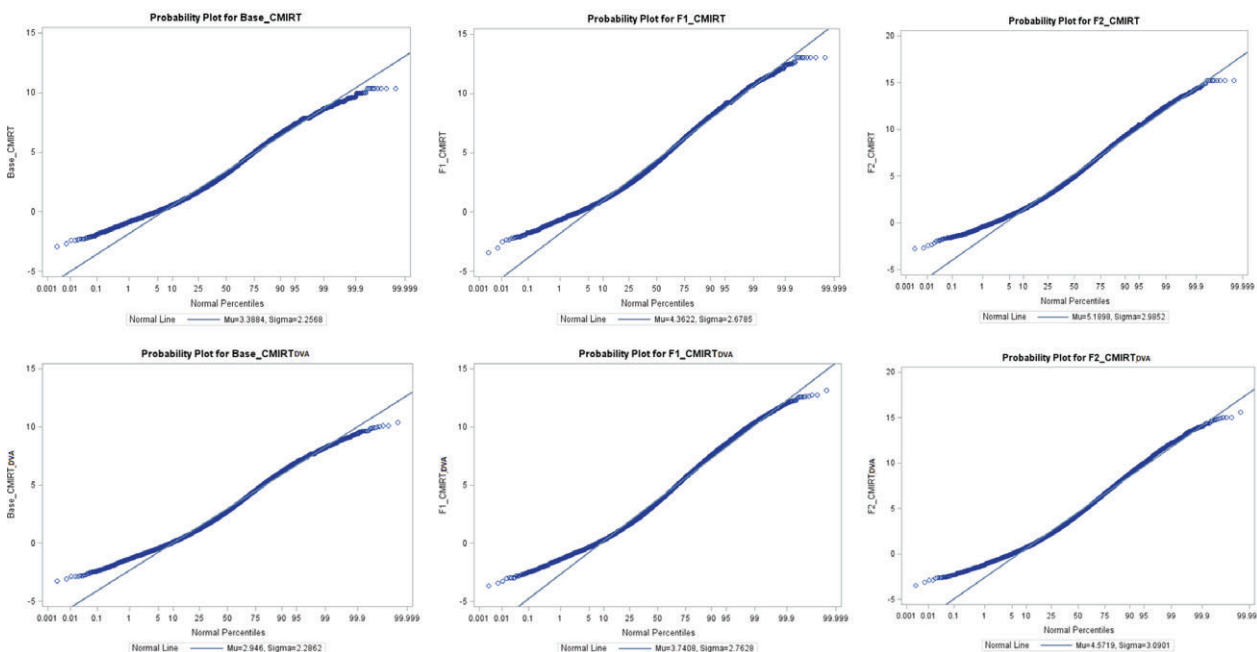 Probability Plot for Base_CMIRT
15
10
5
0
-5
Base_CMIRT
0.001 0.01 0.1 1 5 10 25 50 75 90 95 99 99.9 99.999
Normal Percentiles
Normal Line Mu=3.3884, Sigma=2.2568
Probability Plot for F1_CMIRT
15
10
5
0
-5
F1_CMIRT
0.001 0.01 0.1 1 5 10 25 50 75 90 95 99 99.9 99.999
Normal Percentiles
Normal Line Mu=4.3622, Sigma=2.6785
Probability Plot for F2_CMIRT
20
15
10
5
0
-5
F2_CMIRT
0.001 0.01 0.1 1 5 10 25 50 75 90 95 99 99.9 99.999
Normal Percentiles
Normal Line Mu=5.1898, Sigma=2.9852
Probability Plot for Base_CMIRTDVA
15
10
5
0
-5
Base_CMIRT_DVA
0.001 0.01 0.1 1 5 10 25 50 75 90 95 99 99.9 99.999
Normal Percentiles
Normal Line Mu=2.946, Sigma=2.2862
Probability Plot for F1_CMIRTDVA
15
10
5
0
-5
F1_CMIRT_DVA
0.001 0.01 0.1 1 5 10 25 50 75 90 95 99 99.9 99.999
Normal Percentiles
Normal Line Mu=3.7408, Sigma=2.7628
Probability Plot for F2_CMIRTDVA
20
15
10
5
0
-5
F2_CMIRTDVA
0.001 0.01 0.1 1 5 10 25 50 75 90 95 99 99.9 99.999
Normal Percentiles
Normal Line Mu=4.5719, Sigma=3.0901